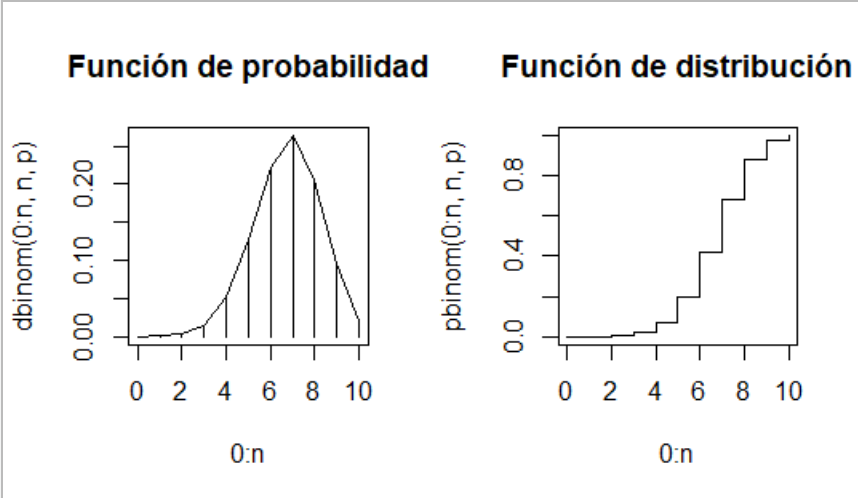 Función de probabilidad
dbinom(0:n, n, p)
0.00 0.10 0.20
0 2 4 6 8 10
0:n
Función de distribución
pbinom(0:n, n, p)
0.0 0.4 0.8
0 2 4 6 8 10
0:n